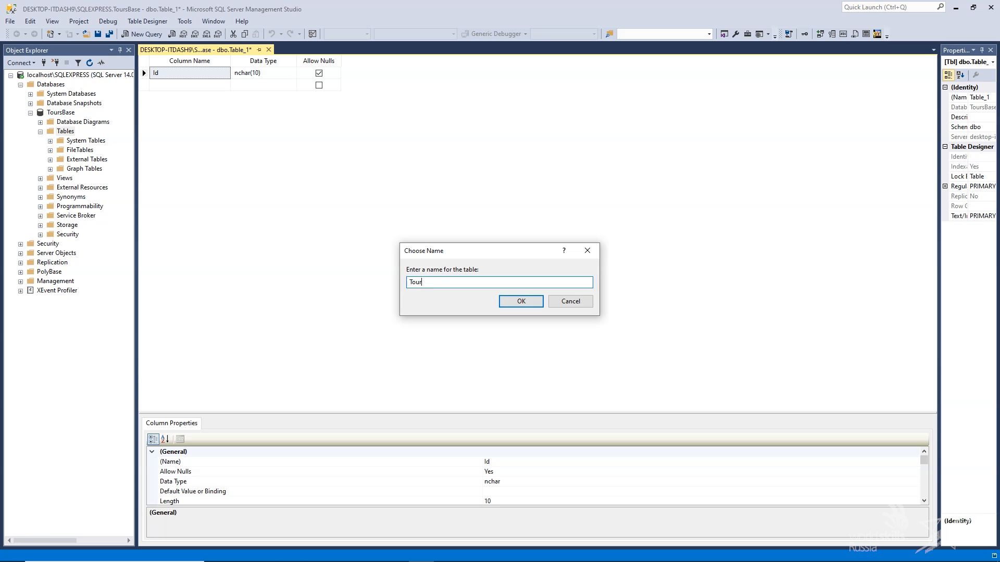 DESKTOP-ITDASH9\SQLEXPRESS.ToursBase - dbo.Table_1* - Microsoft SQL Server Management Studio
Quick Launch (Ctrl+Q)
File Edit View Project Debug Table Designer Tools Window Help
New Query
MDX DMX XMLA DAX
Generic Debugger
Object Explorer
DESKTOP-ITDASH9\S...ase - dbo.Table_1*
Properti...
Connect
Column Name Data Type Allow Nulls
[Tbl] dbo.Table_
Id nchar(10)
localhost\SQLEXPRESS (SQL Server 14.0
Databases
System Databases
Database Snapshots
ToursBase
Database Diagrams
Tables
System Tables
FileTables
External Tables
Graph Tables
Views
External Resources
Synonyms
Programmability
Service Broker
Storage
Security
Security
Server Objects
Replication
PolyBase
Management
XEvent Profiler
(Identity)
(Nam Table_1
Datab ToursBase
Descri
Schen dbo
Server desktop-i
Table Designer
Identi
Index Yes
Lock E Table
Regul PRIMARY
Replic No
Row G
Text/I PRIMARY
Choose Name
?
Enter a name for the table:
Tour
OK Cancel
Column Properties
(General)
(Name) Id
Allow Nulls Yes
Data Type nchar
Default Value or Binding
Length 10
(General)
(Identity)
worldskills
Russia